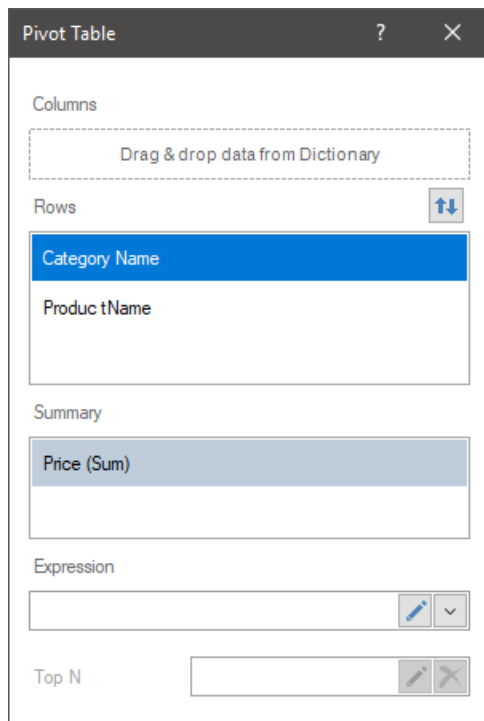 Pivot Table ?
Columns
Drag & drop data from Dictionary
Rows
Category Name
Produc tName
Summary
Price (Sum)
Expression
Top N